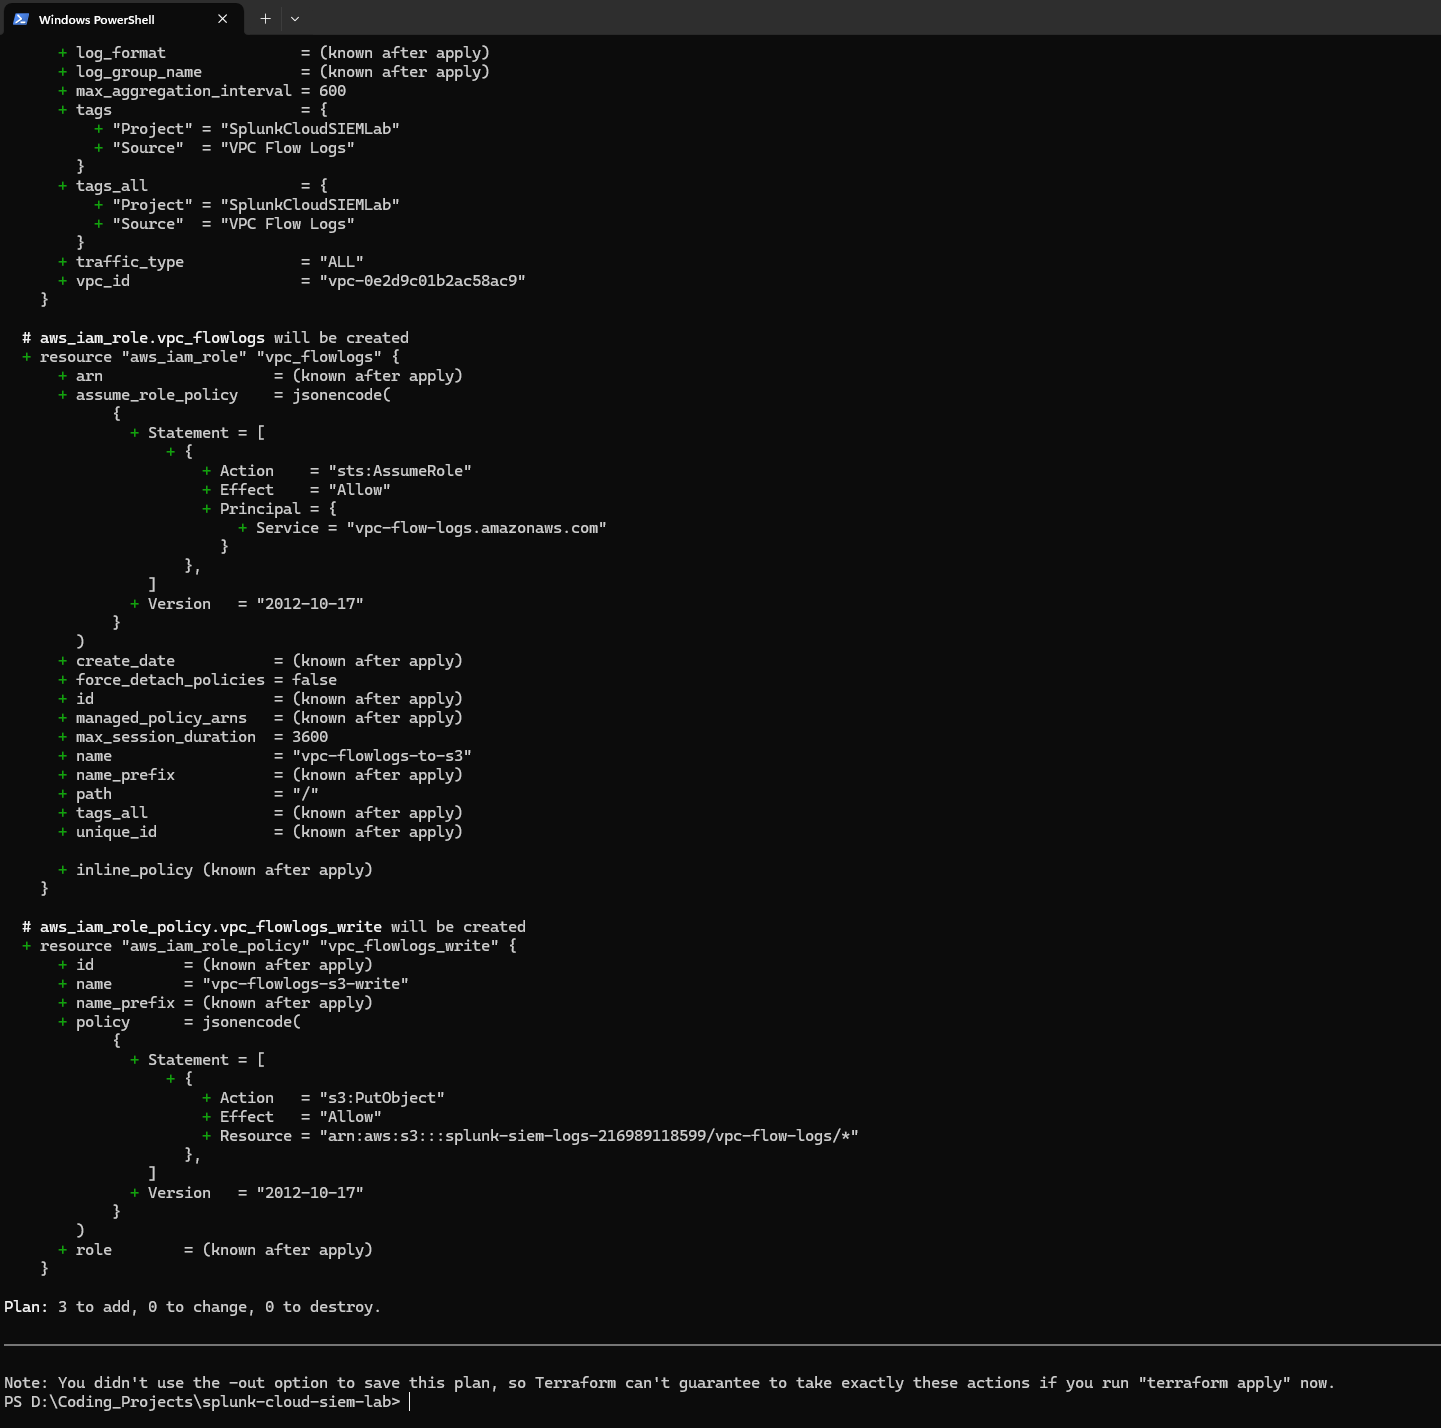 Windows PowerShell
      + log_format               = (known after apply)
      + log_group_name           = (known after apply)
      + max_aggregation_interval = 600
      + tags                     = {
          + "Project" = "SplunkCloudSIEMLab"
          + "Source"  = "VPC Flow Logs"
        }
      + tags_all                 = {
          + "Project" = "SplunkCloudSIEMLab"
          + "Source"  = "VPC Flow Logs"
        }
      + traffic_type             = "ALL"
      + vpc_id                   = "vpc-0e2d9c01b2ac58ac9"
    }
  # aws_iam_role.vpc_flowlogs will be created
  + resource "aws_iam_role" "vpc_flowlogs" {
      + arn                   = (known after apply)
      + assume_role_policy    = jsonencode(
            {
              + Statement = [
                  + {
                      + Action    = "sts:AssumeRole"
                      + Effect    = "Allow"
                      + Principal = {
                          + Service = "vpc-flow-logs.amazonaws.com"
                        }
                    },
                ]
              + Version   = "2012-10-17"
            }
        )
      + create_date           = (known after apply)
      + force_detach_policies = false
      + id                    = (known after apply)
      + managed_policy_arns   = (known after apply)
      + max_session_duration  = 3600
      + name                  = "vpc-flowlogs-to-s3"
      + name_prefix           = (known after apply)
      + path                  = "/"
      + tags_all              = (known after apply)
      + unique_id             = (known after apply)
      + inline_policy (known after apply)
    }
  # aws_iam_role_policy.vpc_flowlogs_write will be created
  + resource "aws_iam_role_policy" "vpc_flowlogs_write" {
      + id          = (known after apply)
      + name        = "vpc-flowlogs-s3-write"
      + name_prefix = (known after apply)
      + policy      = jsonencode(
            {
              + Statement = [
                  + {
                      + Action   = "s3:PutObject"
                      + Effect   = "Allow"
                      + Resource = "arn:aws:s3:::splunk-siem-logs-216989118599/vpc-flow-logs/*"
                    },
                ]
              + Version   = "2012-10-17"
            }
        )
      + role        = (known after apply)
    }
Plan: 3 to add, 0 to change, 0 to destroy.
Note: You didn't use the -out option to save this plan, so Terraform can't guarantee to take exactly these actions if you run "terraform apply" now.
PS D:\Coding_Projects\splunk-cloud-siem-lab>